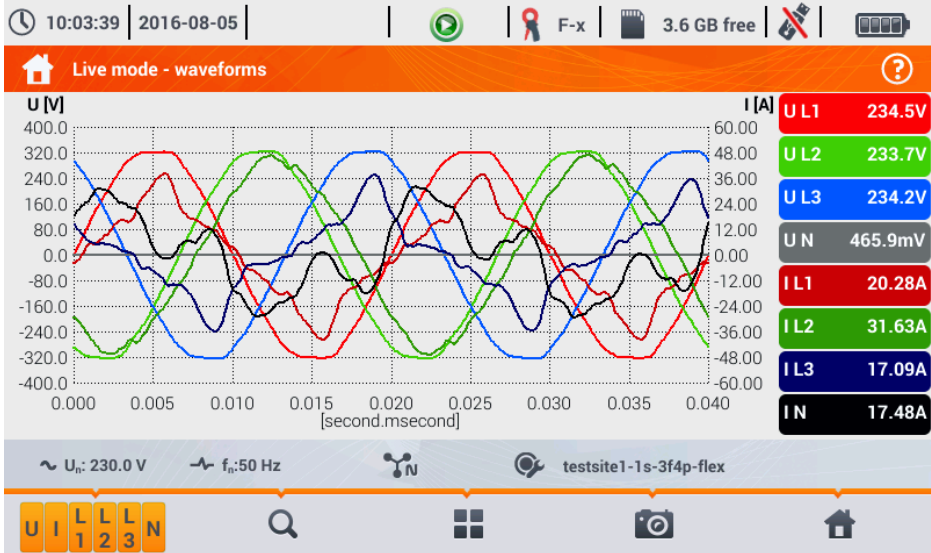 10:03:39 2016-08-05 F-x 3.6 GB free
Live mode - waveforms ?
U [V] I [A]
400.0 60.00
320.0 48.00
240.0 36.00
160.0 24.00
80.0 12.00
0.0 0.00
-80.0 -12.00
-160.0 -24.00
-240.0 -36.00
-320.0 -48.00
-400.0 -60.00
0.000 0.005 0.010 0.015 0.020 0.025 0.030 0.035 0.040
[second.msecond]
U L1 234.5V
U L2 233.7V
U L3 234.2V
U N 465.9mV
I L1 20.28A
I L2 31.63A
I L3 17.09A
I N 17.48A
Uₙ: 230.0 V fₙ:50 Hz N testsite1-1s-3f4p-flex
U I L1 L2 L3 N